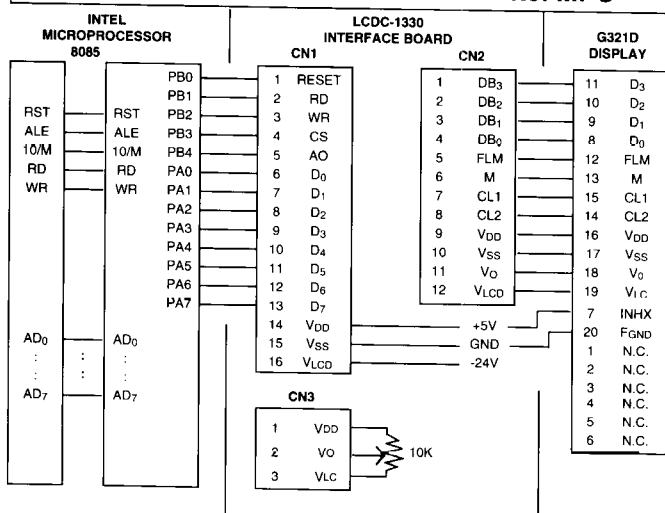 INTEL
MICROPROCESSOR
8085
LCDC-1330
INTERFACE BOARD
G321D
DISPLAY
CN1
CN2
RST
ALE
10/M
RD
WR
AD0
AD7
PB0
PB1
RST PB2
ALE PB3
10/M PB4
RD PA0
WR PA1
PA2
PA3
PA4
PA5
PA6
PA7
AD0
AD7
1 RESET
2 RD
3 WR
4 CS
5 AO
6 D0
7 D1
8 D2
9 D3
10 D4
11 D5
12 D6
13 D7
14 VDD
15 VSS
16 VLCD
+5V
GND
-24V
1 DB3
2 DB2
3 DB1
4 DB0
5 FLM
6 M
7 CL1
8 CL2
9 VDD
10 VSS
11 VO
12 VLCD
11 D3
10 D2
9 D1
8 D0
12 FLM
13 M
15 CL1
14 CL2
16 VDD
17 VSS
18 V0
19 VLC
7 INHX
20 FGND
1 N.C.
2 N.C.
3 N.C.
4 N.C.
5 N.C.
6 N.C.
CN3
1 VDD
2 VO
3 VLC
10K